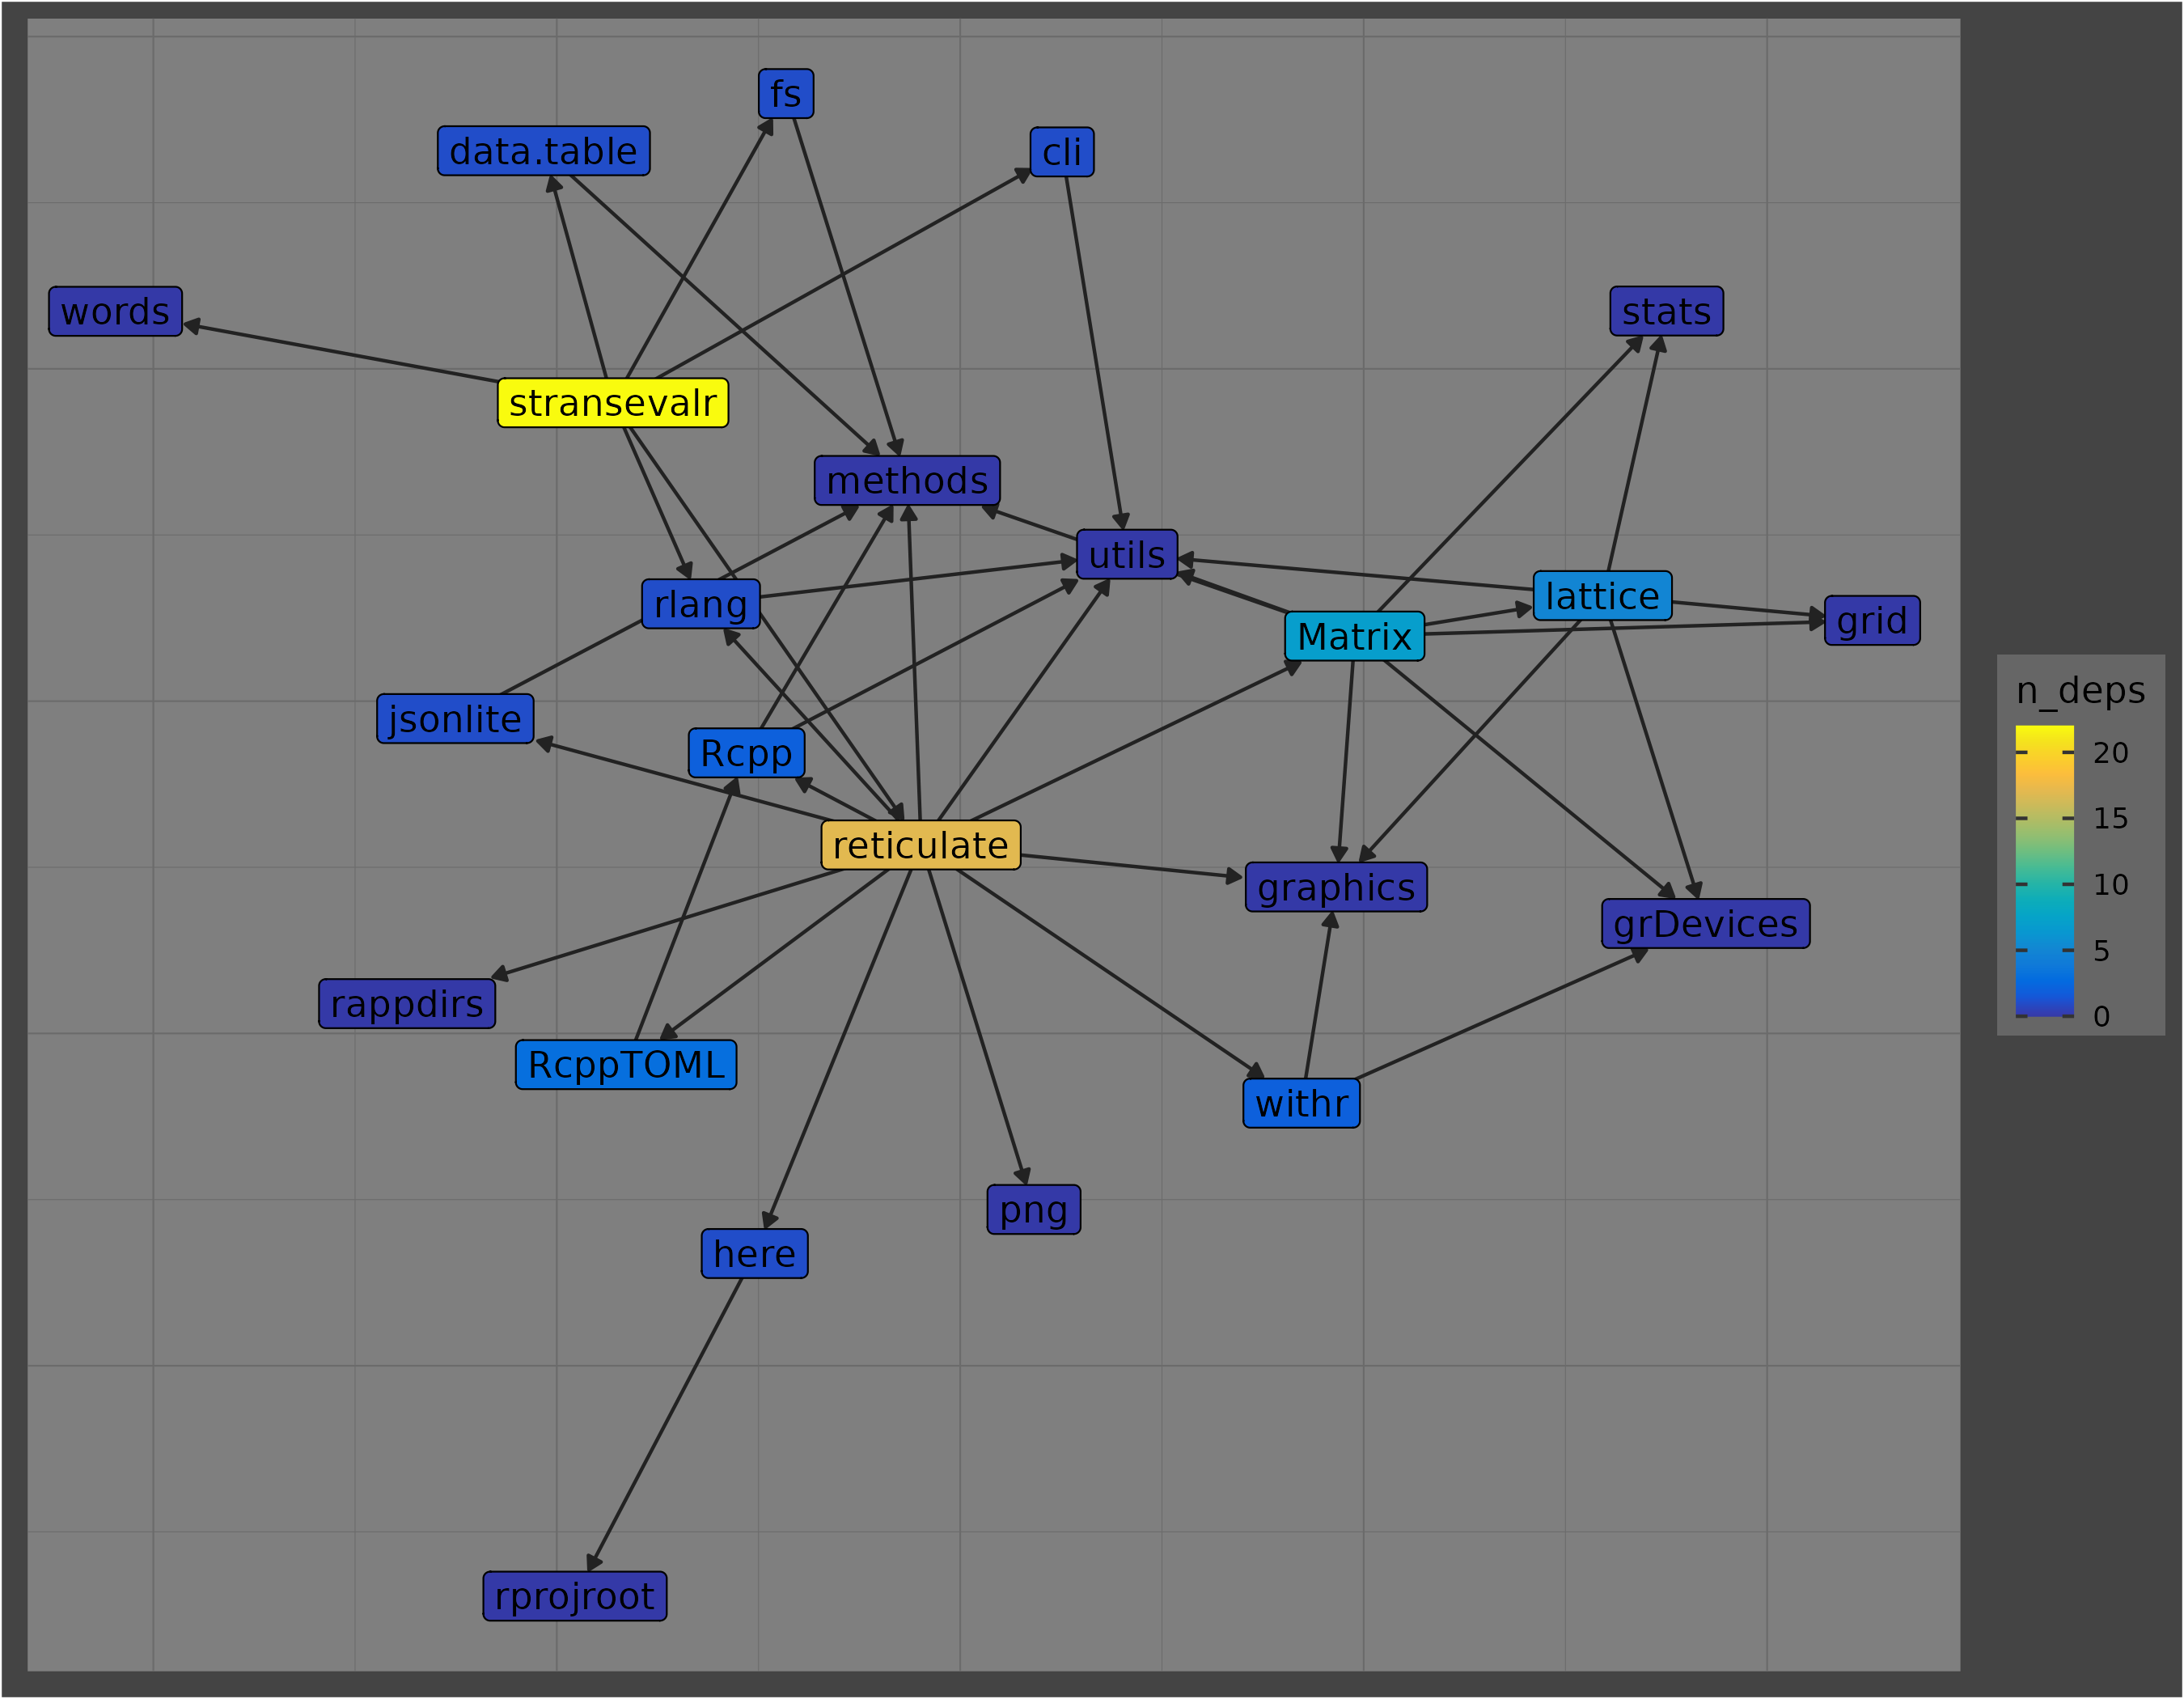 fs
data.table
cli
words
stats
stransevalr
methods
utils
lattice
rlang
grid
Matrix
n_deps
jsonlite
Rcpp
20
15
reticulate
10
graphics
grDevices
5
rappdirs
0
RcppTOML
withr
png
here
rprojroot